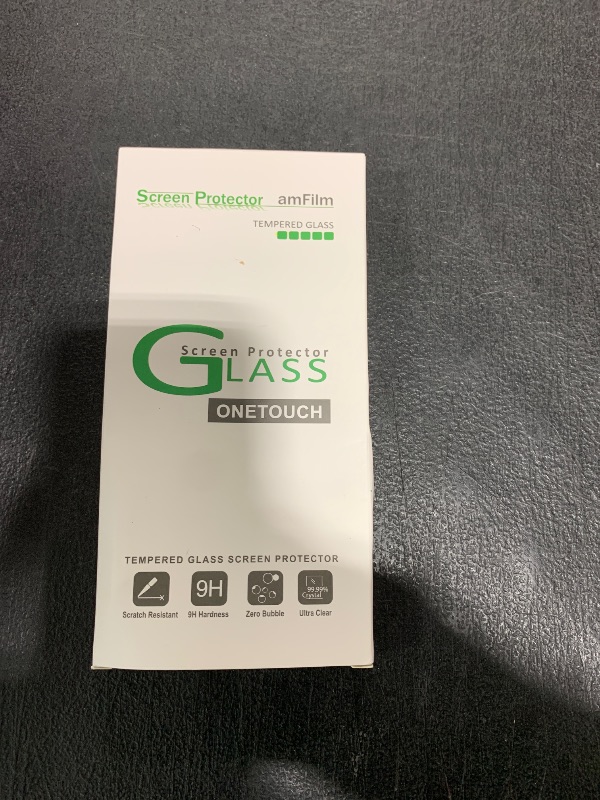 Screen Protector amFilm
TEMPERED GLASS
Screen Protector
GLASS
ONETOUCH
TEMPERED GLASS SCREEN PROTECTOR
9H
99.99%
Crystal
Scratch Resistant 9H Hardness Zero Bubble Ultra Clear